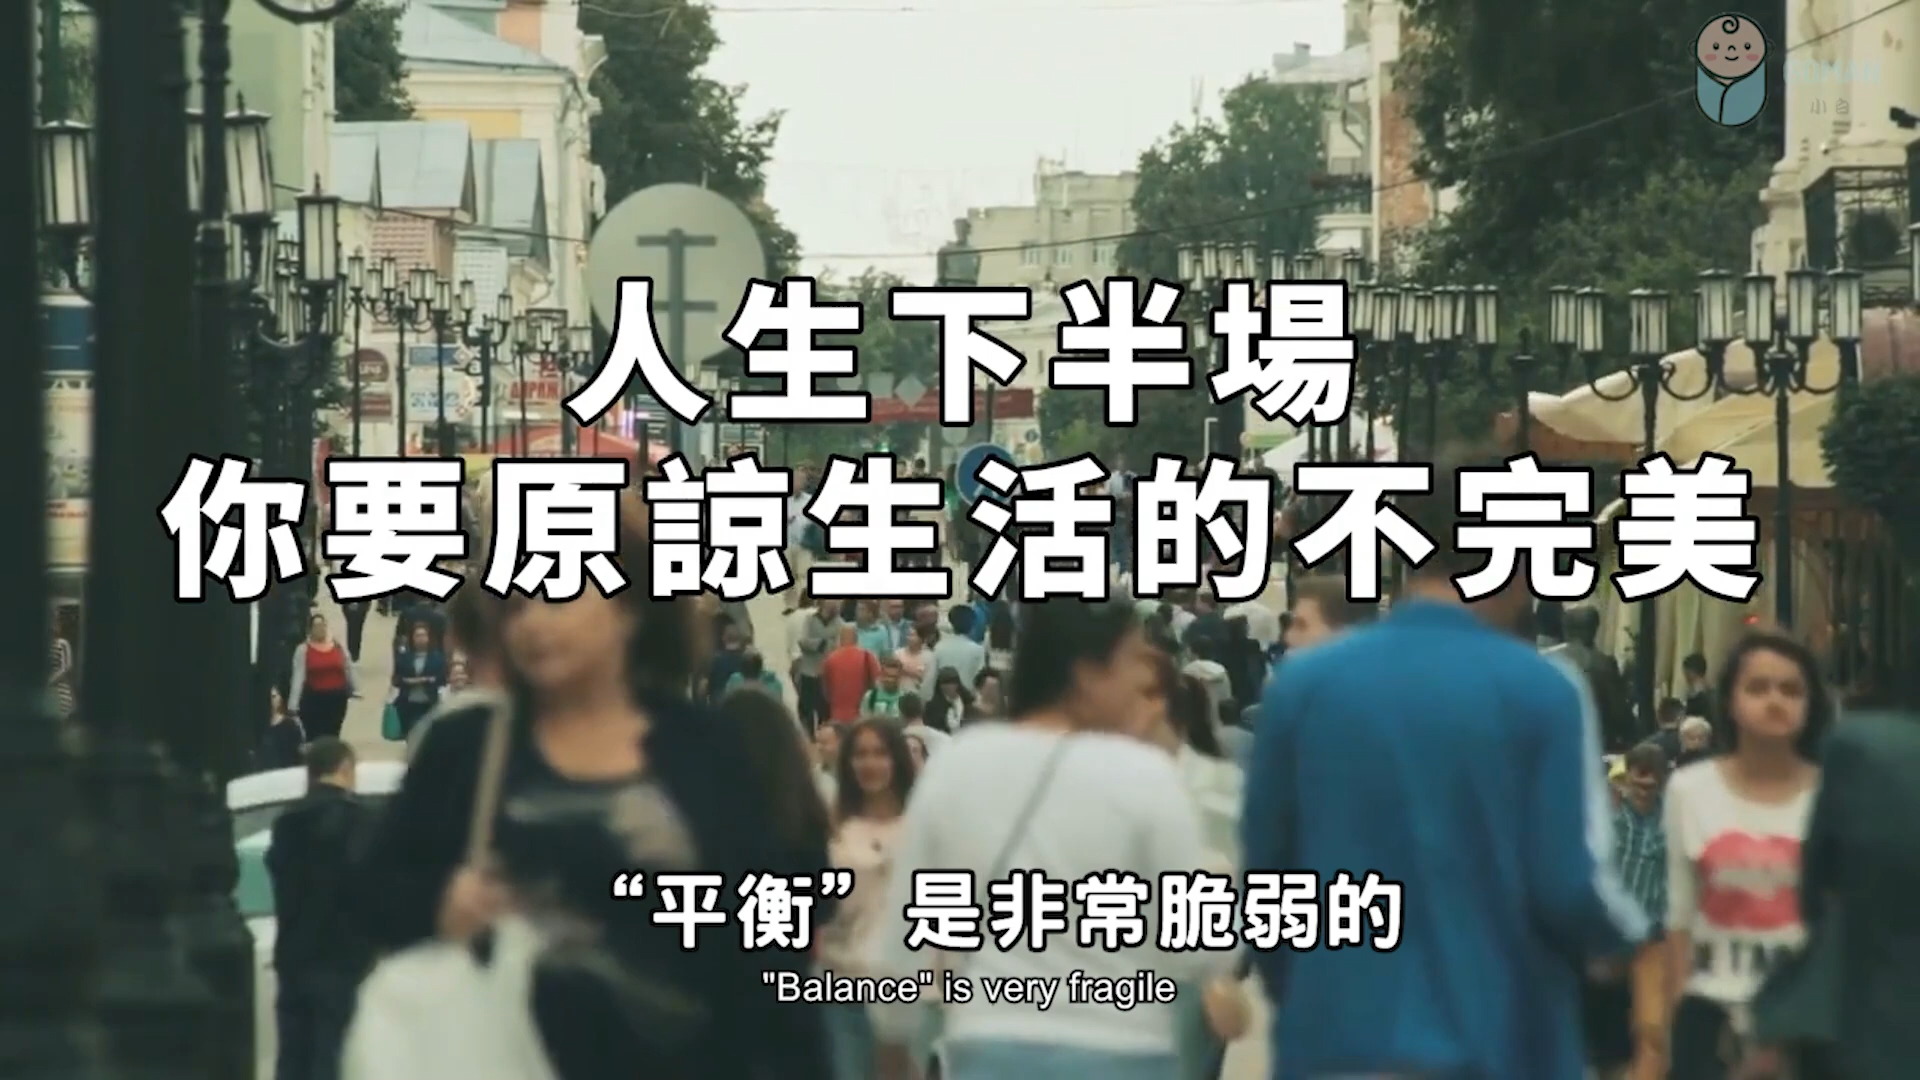 小白
人生下半場
你要原諒生活的不完美
“平衡”是非常脆弱的
"Balance" is very fragile